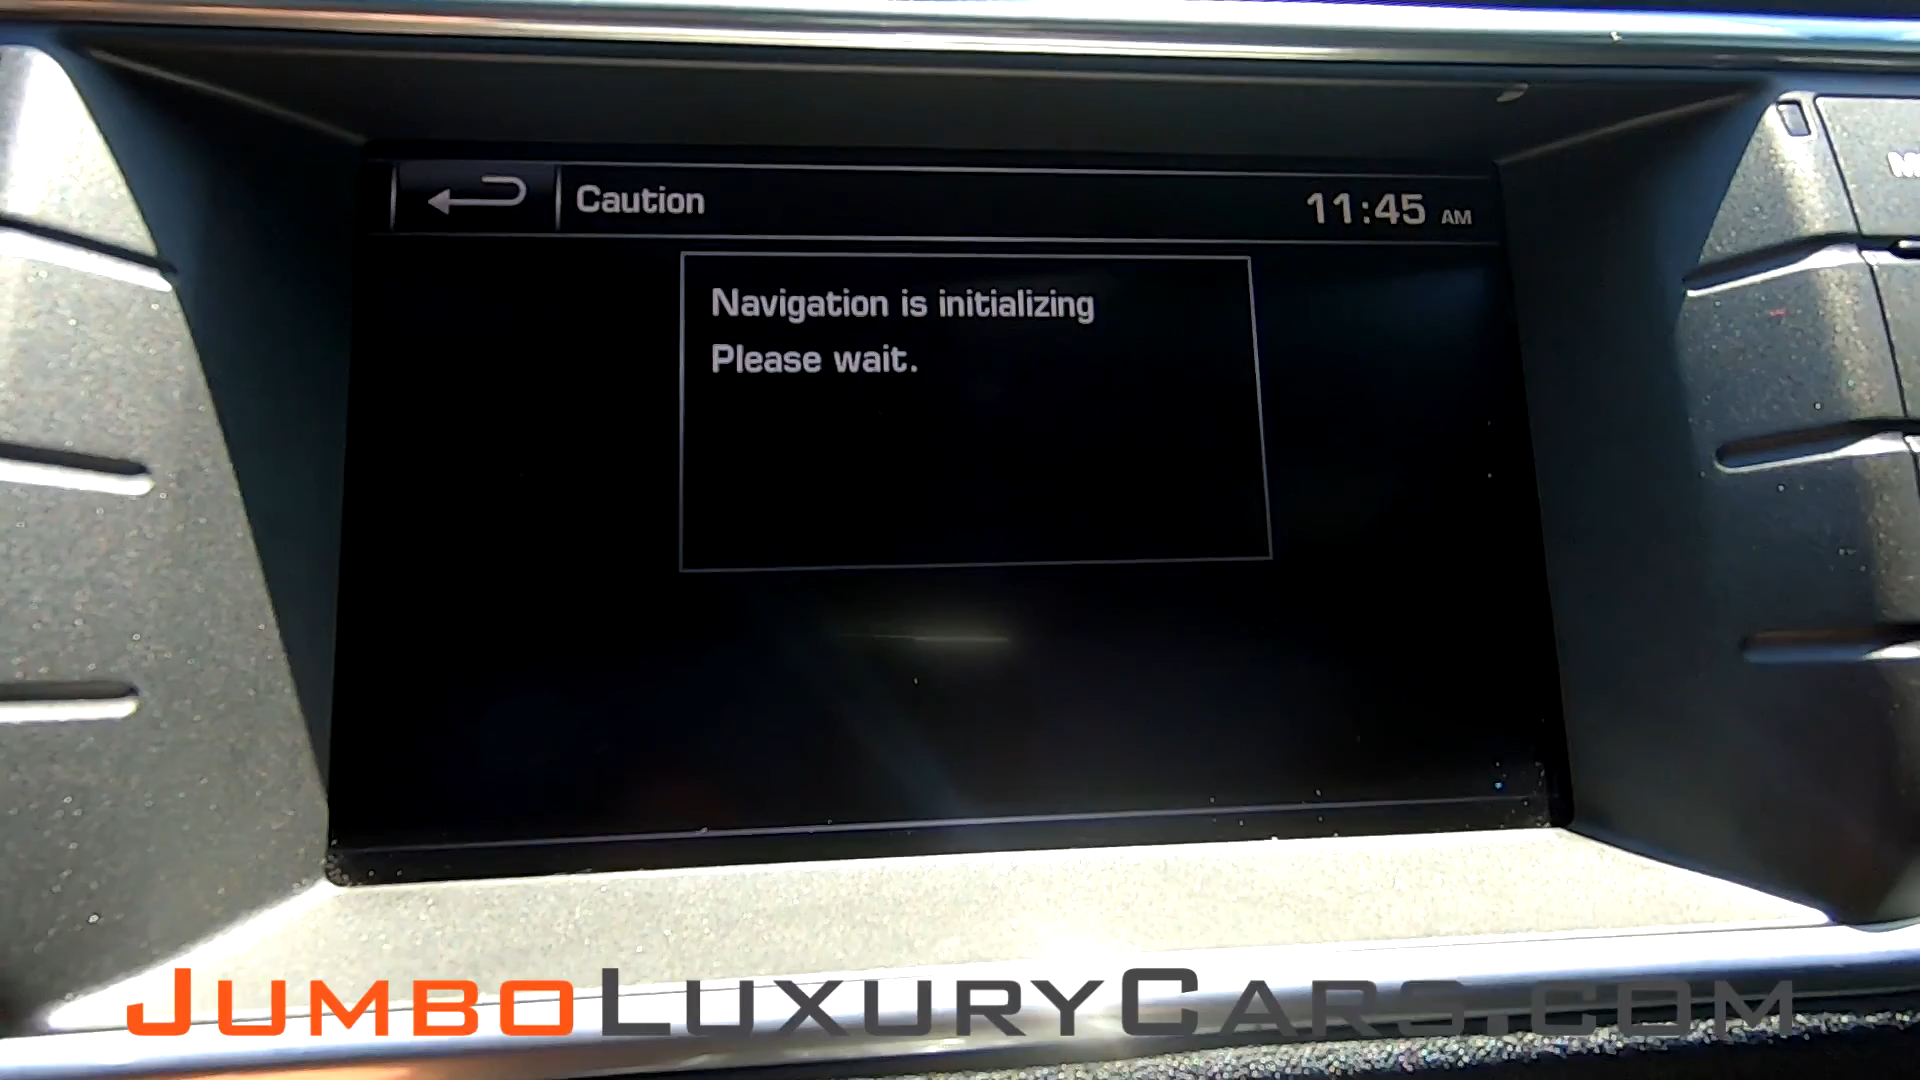 Caution
11:45 AM
Navigation is initializing
Please wait.
JUMBOLUXURYCARS.COM